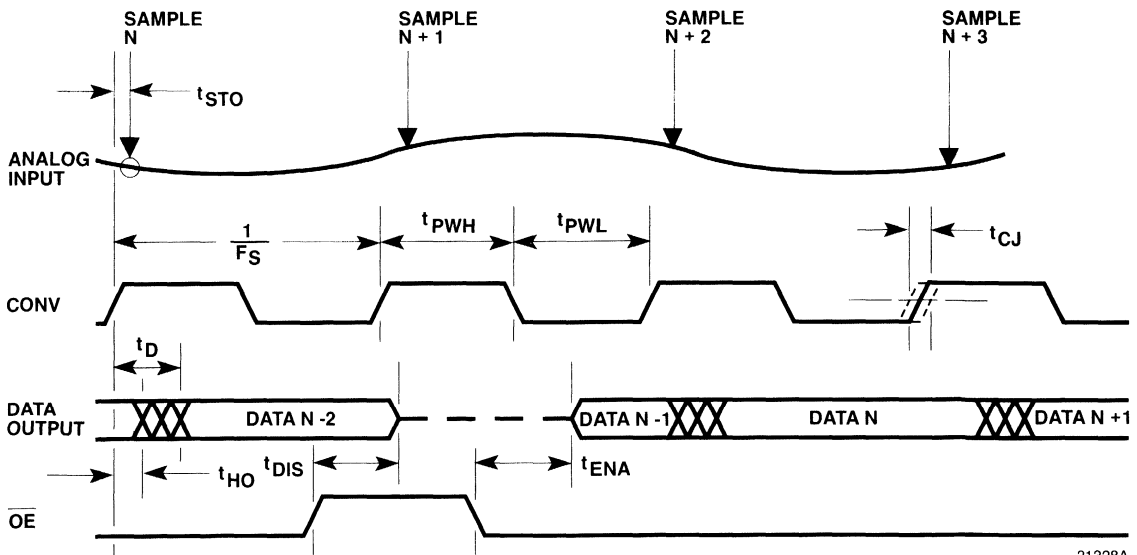 SAMPLE
N
SAMPLE
N + 1
SAMPLE
N + 2
SAMPLE
N + 3
tSTO
ANALOG
INPUT
1
FS
tPWH
tPWL
tCJ
CONV
tD
DATA
OUTPUT
DATA N -2
DATA N -1
DATA N
DATA N +1
tHO
tDIS
tENA
OE